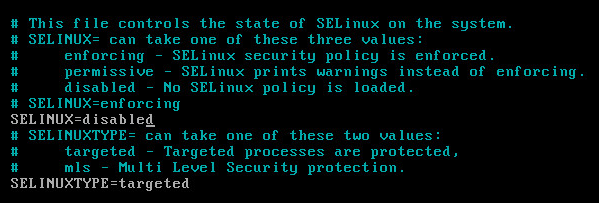 # This file controls the state of SELinux on the system.
# SELINUX= can take one of these three values:
#     enforcing - SELinux security policy is enforced.
#     permissive - SELinux prints warnings instead of enforcing.
#     disabled - No SELinux policy is loaded.
# SELINUX=enforcing
SELINUX=disabled
# SELINUXTYPE= can take one of these two values:
#     targeted - Targeted processes are protected,
#     mls - Multi Level Security protection.
SELINUXTYPE=targeted